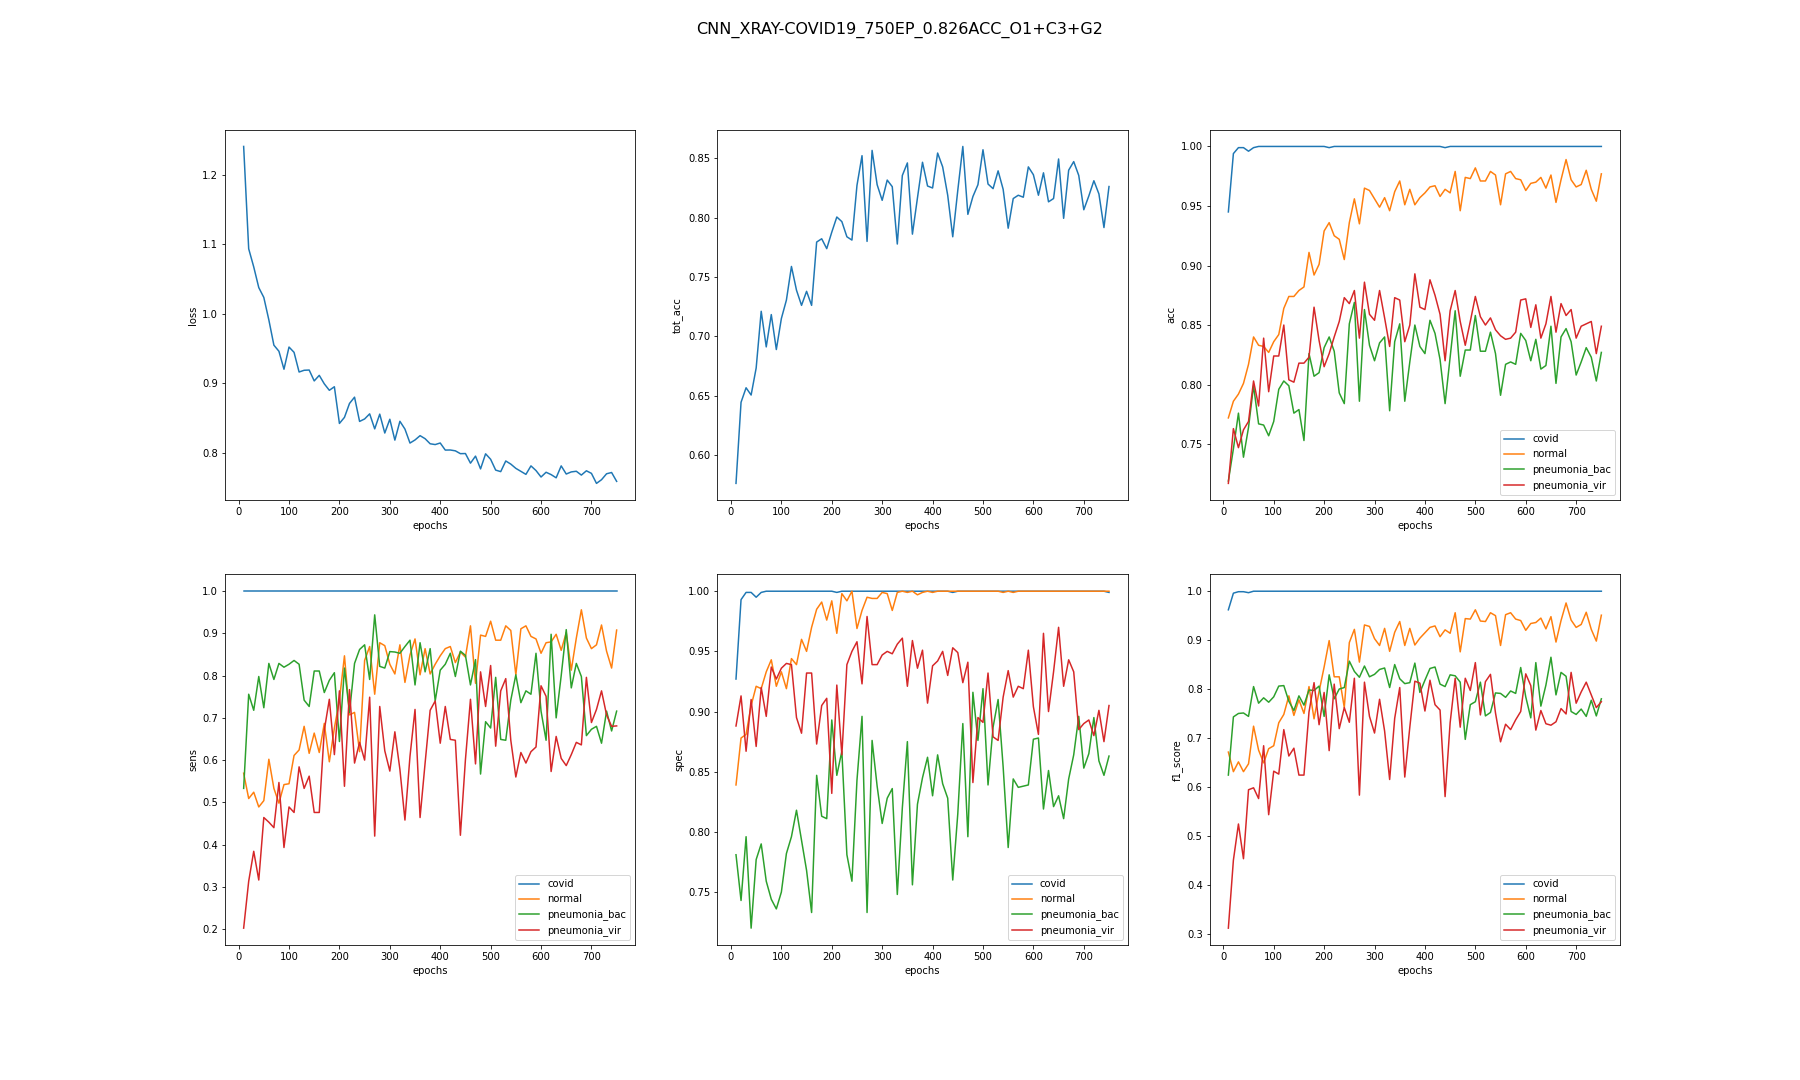 CNN_XRAY-COVID19_750EP_0.826ACC_O1+C3+G2
loss
1.2
1.1
1.0
0.9
0.8
0 100 200 300 400 500 600 700
epochs
tot_acc
0.85
0.80
0.75
0.70
0.65
0.60
0 100 200 300 400 500 600 700
epochs
acc
1.00
0.95
0.90
0.85
0.80
0.75
covid
normal
pneumonia_bac
pneumonia_vir
0 100 200 300 400 500 600 700
epochs
sens
1.0
0.9
0.8
0.7
0.6
0.5
0.4
0.3
0.2
covid
normal
pneumonia_bac
pneumonia_vir
0 100 200 300 400 500 600 700
epochs
spec
1.00
0.95
0.90
0.85
0.80
0.75
covid
normal
pneumonia_bac
pneumonia_vir
0 100 200 300 400 500 600 700
epochs
f1_score
1.0
0.9
0.8
0.7
0.6
0.5
0.4
0.3
covid
normal
pneumonia_bac
pneumonia_vir
0 100 200 300 400 500 600 700
epochs